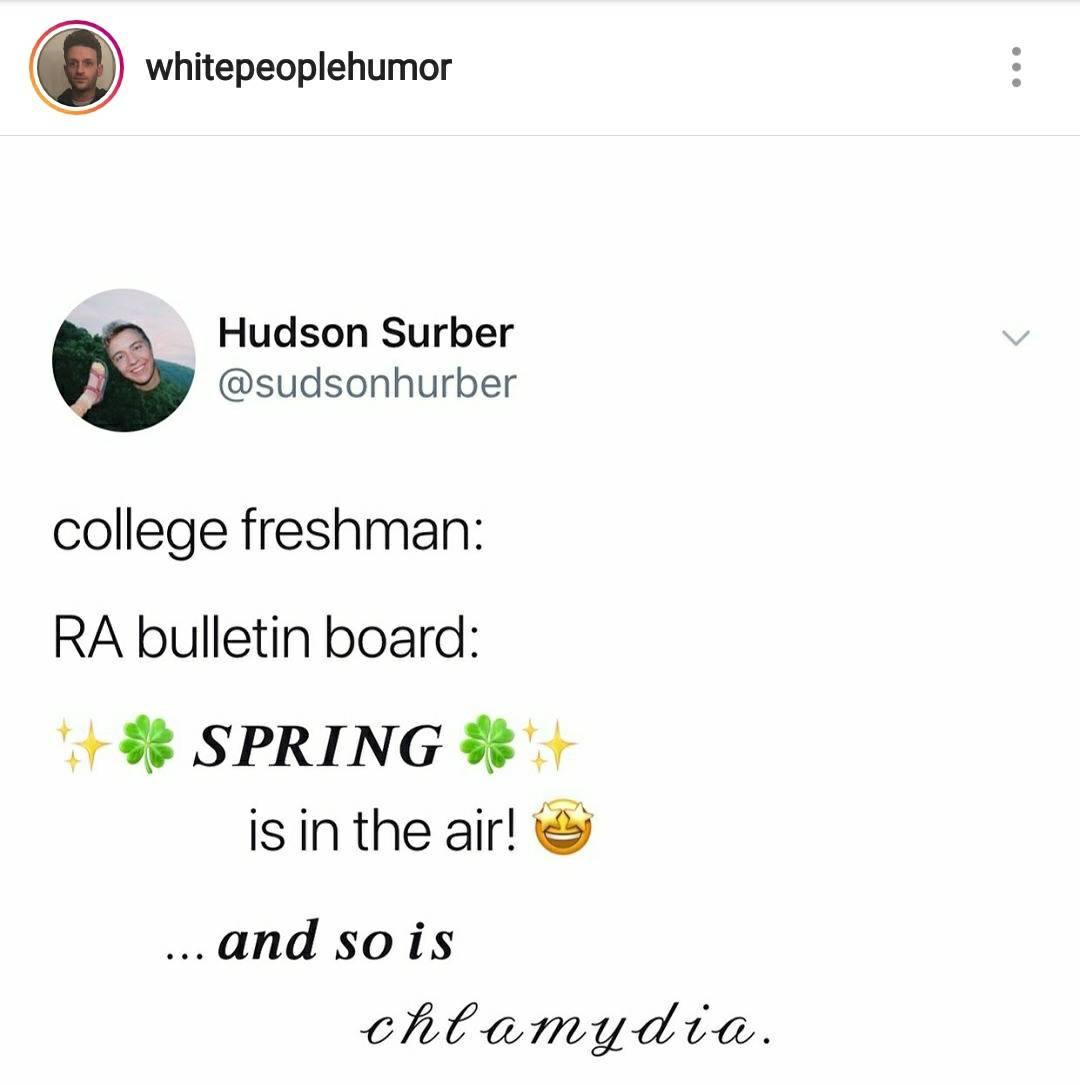 whitepeoplehumor
Hudson Surber
@sudsonhurber
college freshman:
RA bulletin board:
✨🍀 SPRING 🍀✨
is in the air! 🤩
... and so is
chlamydia.